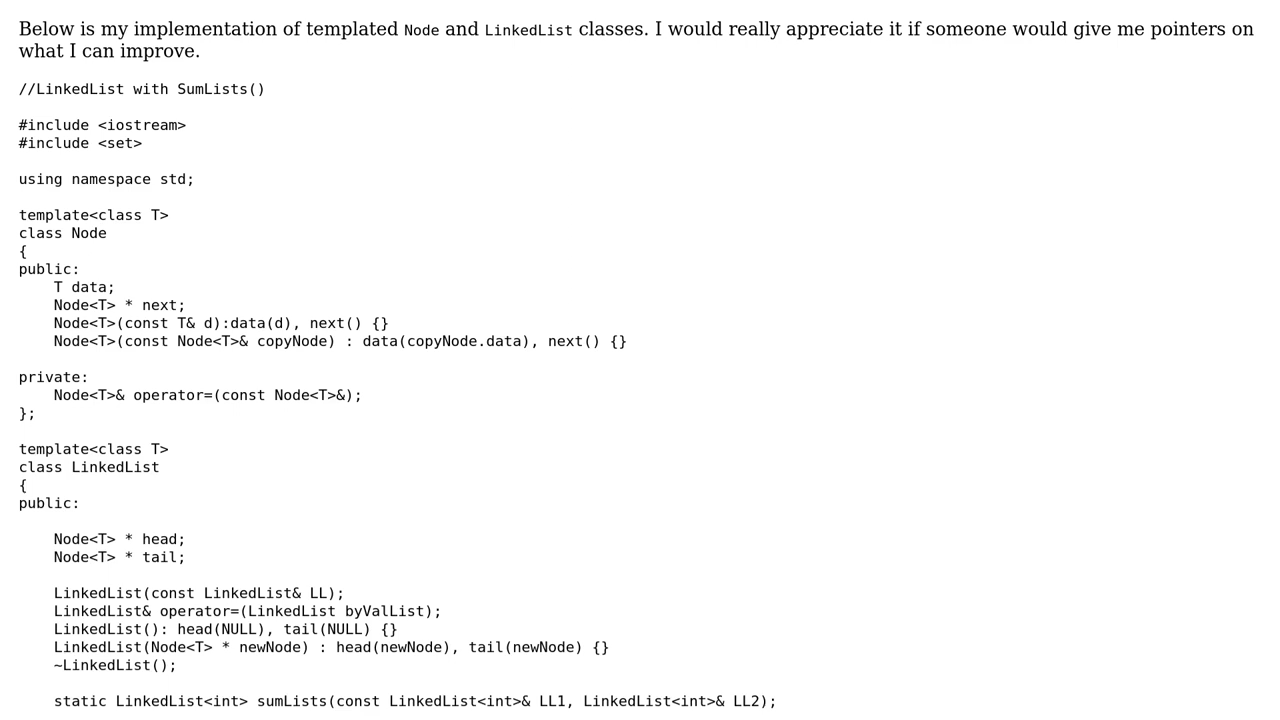 Below is my implementation of templated Node and LinkedList classes. I would really appreciate it if someone would give me pointers on
what I can improve.
//LinkedList with SumLists()
#include <iostream>
#include <set>
using namespace std;
template<class T>
class Node
{
public:
    T data;
    Node<T> * next;
    Node<T>(const T& d):data(d), next() {}
    Node<T>(const Node<T>& copyNode) : data(copyNode.data), next() {}
private:
    Node<T>& operator=(const Node<T>&);
};
template<class T>
class LinkedList
{
public:
    Node<T> * head;
    Node<T> * tail;
    LinkedList(const LinkedList& LL);
    LinkedList& operator=(LinkedList byValList);
    LinkedList(): head(NULL), tail(NULL) {}
    LinkedList(Node<T> * newNode) : head(newNode), tail(newNode) {}
    ~LinkedList();
    static LinkedList<int> sumLists(const LinkedList<int>& LL1, LinkedList<int>& LL2);